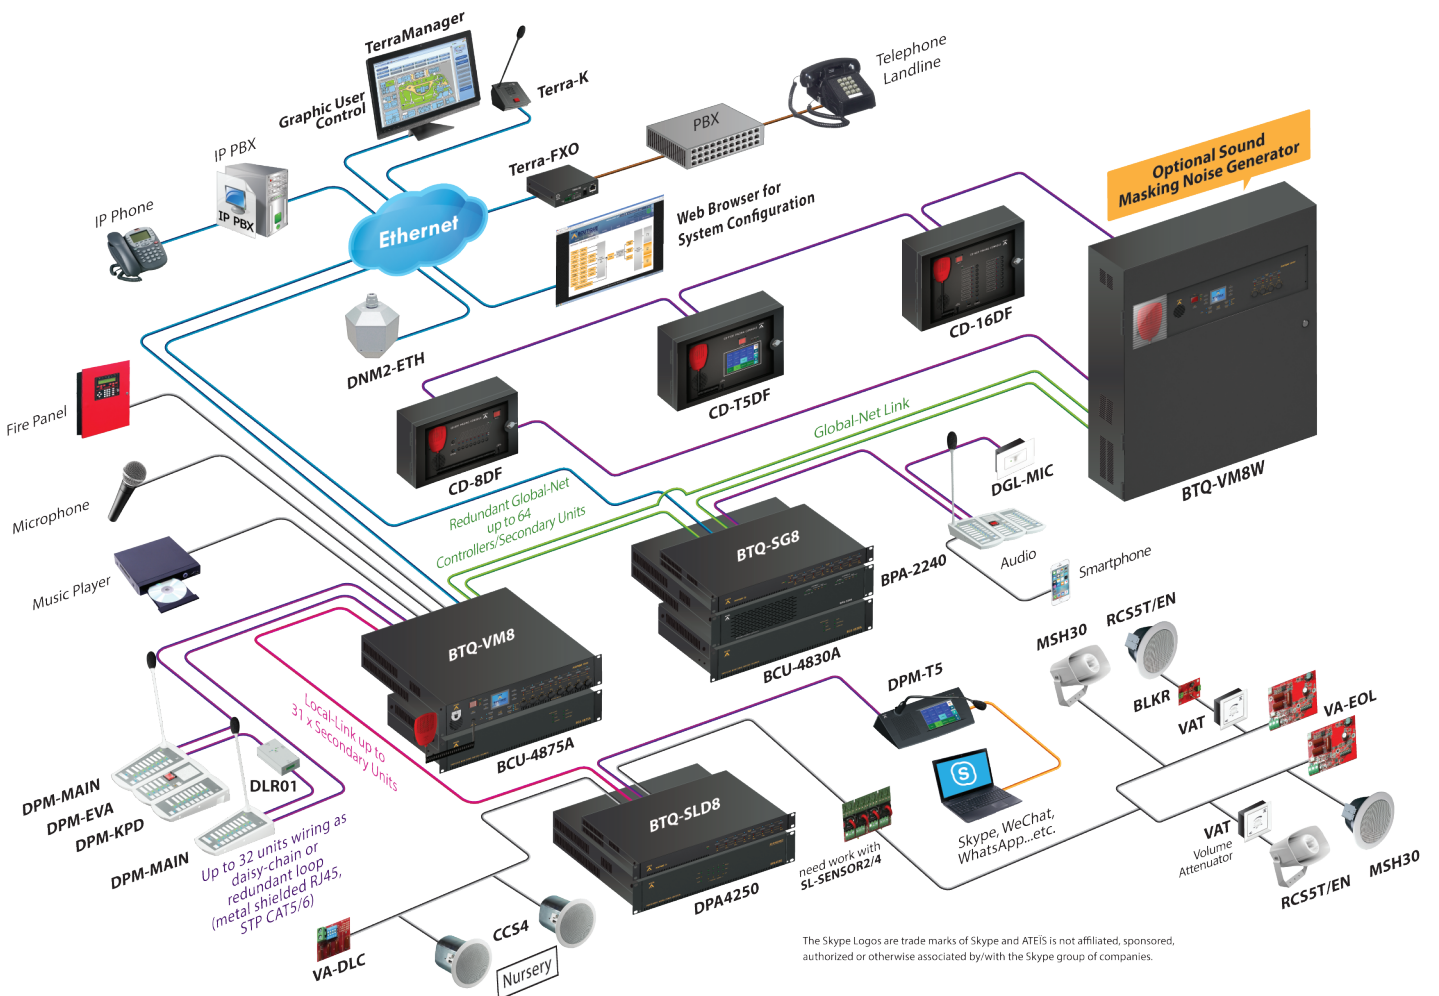 TerraManager
Graphic User
Control
Terra-K
Telephone
Landline
PBX
IP PBX
IP PBX
IP Phone
Terra-FXO
Ethernet
Web Browser for
System Configuration
Optional Sound
Masking Noise Generator
DNM2-ETH
CD-16DF
CD-T5DF
CD-8DF
BTQ-VM8W
Fire Panel
Microphone
Music Player
Global-Net Link
Redundant Global-Net
up to 64
Controllers/Secondary Units
DGL-MIC
Audio
Smartphone
BTQ-SG8
BPA-2240
BCU-4830A
BTQ-VM8
BCU-4875A
Local-Link up to
31 x Secondary Units
DPM-MAIN
DPM-EVA
DPM-KPD
DPM-MAIN
DLR01
Up to 32 units wiring as
daisy-chain or
redundant loop
(metal shielded RJ45,
STP CAT5/6)
DPM-T5
Skype, WeChat,
WhatsApp...etc.
MSH30
RCS5T/EN
BLKR
VAT
VA-EOL
BTQ-SLD8
DPA4250
need work with
SL-SENSOR2/4
VAT
Volume
Attenuator
RCS5T/EN
MSH30
VA-DLC
CCS4
Nursery
The Skype Logos are trade marks of Skype and ATEÏS is not affiliated, sponsored,
authorized or otherwise associated by/with the Skype group of companies.